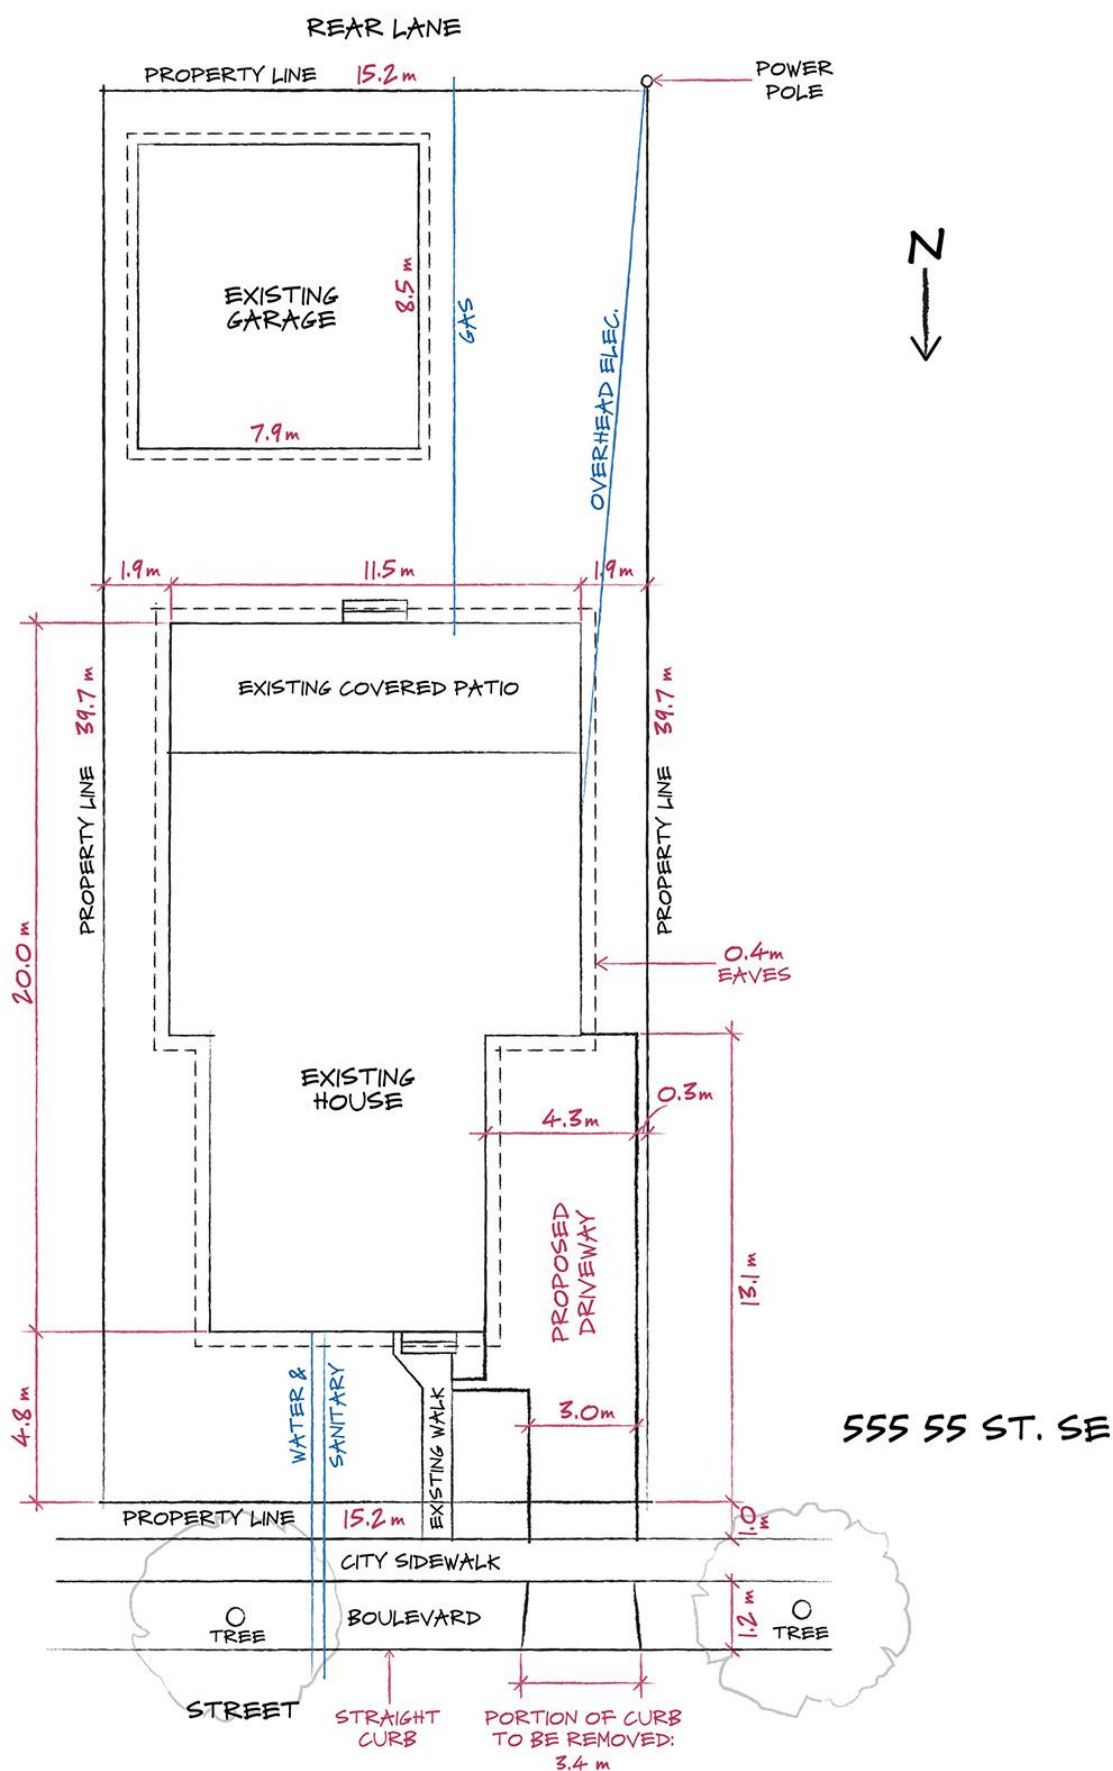 REAR LANE
PROPERTY LINE 15.2 m
POWER
POLE
N
EXISTING
GARAGE
8.5 m
7.9 m
GAS
OVERHEAD ELEC.
1.9 m
11.5 m
1.9 m
EXISTING COVERED PATIO
PROPERTY LINE 39.7 m
PROPERTY LINE 39.7 m
20.0 m
0.4 m
EAVES
EXISTING
HOUSE
0.3 m
4.3 m
PROPOSED
DRIVEWAY
13.1 m
4.8 m
WATER &
SANITARY
EXISTING WALK
3.0 m
555 55 ST. SE
PROPERTY LINE 15.2 m
1.0 m
CITY SIDEWALK
BOULEVARD
TREE
1.2 m
TREE
STREET
STRAIGHT
CURB
PORTION OF CURB
TO BE REMOVED:
3.4 m